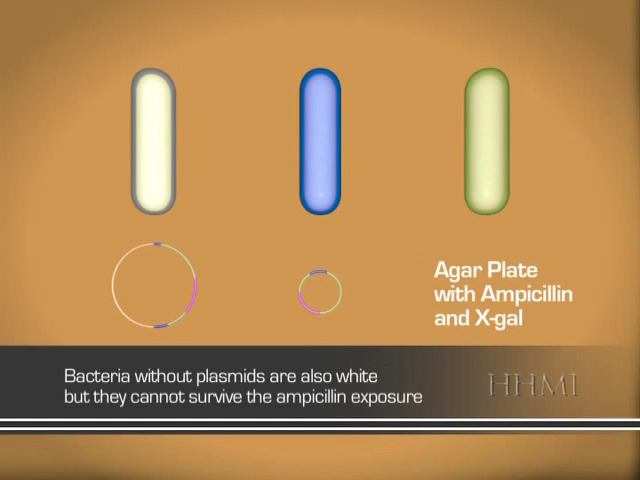 Agar Plate
with Ampicillin
and X-gal
Bacteria without plasmids are also white
but they cannot survive the ampicillin exposure
HHMI